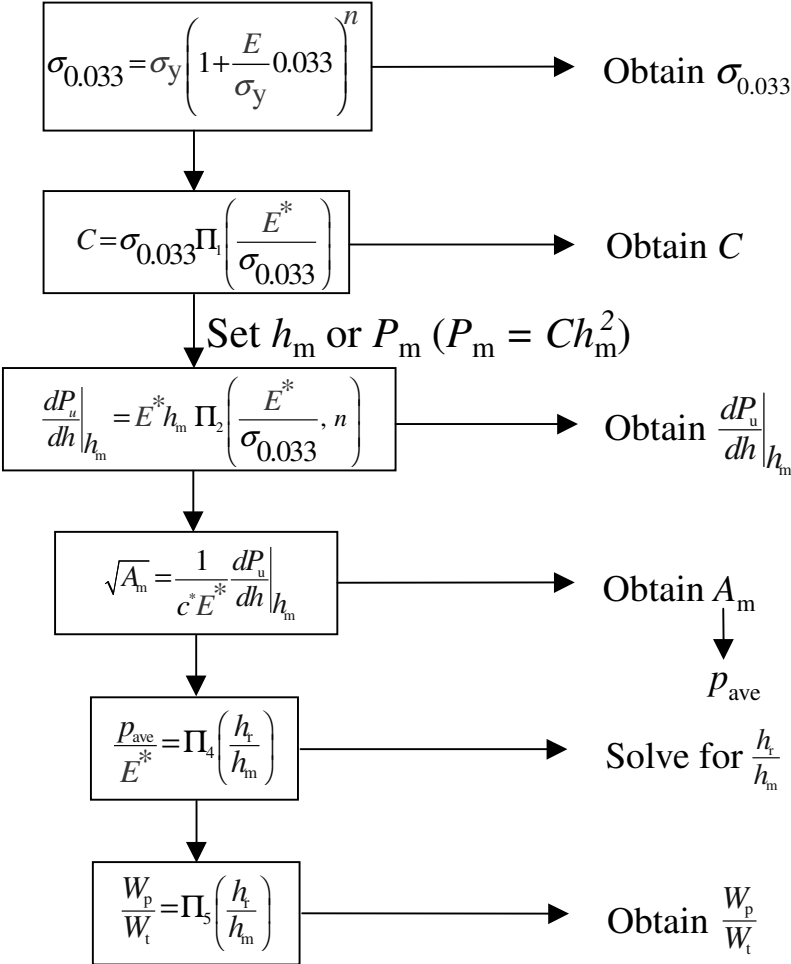 σ_0.033 = σ_y (1 + E/σ_y 0.033)^n
Obtain σ_0.033
C = σ_0.033 Π_1 (E*/σ_0.033)
Obtain C
Set h_m or P_m (P_m = Ch_m^2)
dP_u/dh |_h_m = E* h_m Π_2 (E*/σ_0.033, n)
Obtain dP_u/dh |_h_m
√A_m = 1/(c* E*) dP_u/dh |_h_m
Obtain A_m
p_ave
p_ave/E* = Π_4 (h_r/h_m)
Solve for h_r/h_m
W_p/W_t = Π_5 (h_r/h_m)
Obtain W_p/W_t